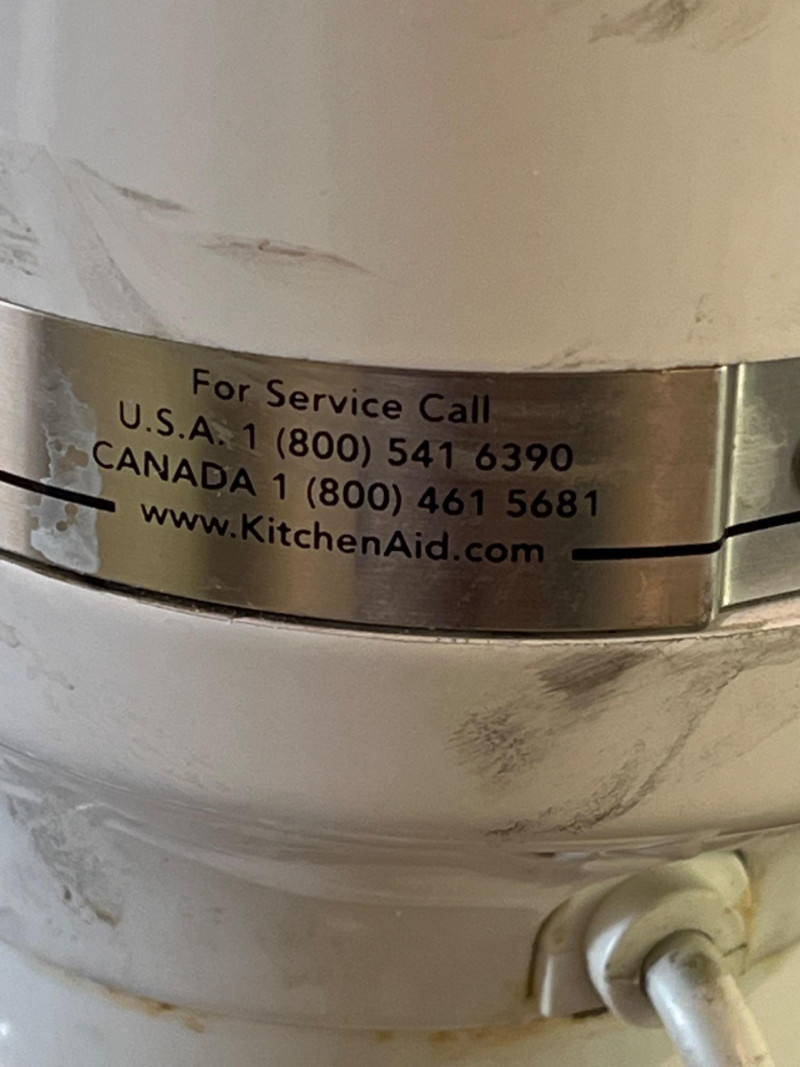 For Service Call
U.S.A. 1 (800) 541 6390
CANADA 1 (800) 461 5681
www.KitchenAid.com